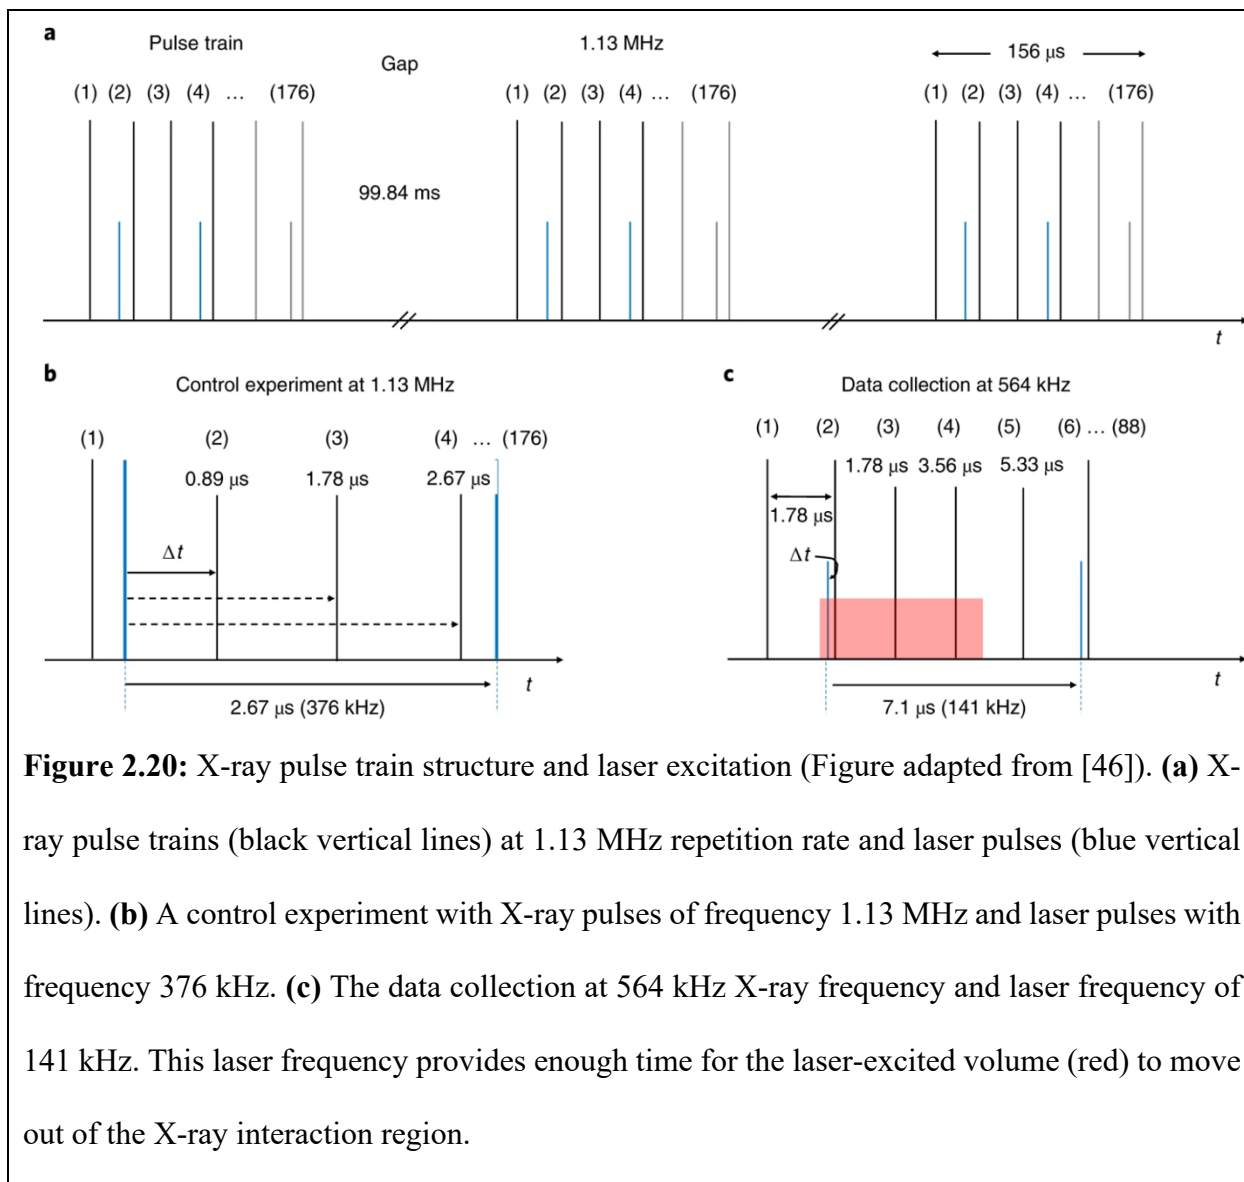 a
Pulse train
Gap
1.13 MHz
156 μs
(1) (2) (3) (4) ... (176)
(1) (2) (3) (4) ... (176)
(1) (2) (3) (4) ... (176)
99.84 ms
t
b
Control experiment at 1.13 MHz
(1) (2) (3) (4) ... (176)
0.89 μs 1.78 μs 2.67 μs
Δt
t
2.67 μs (376 kHz)
c
Data collection at 564 kHz
(1) (2) (3) (4) (5) (6) ... (88)
1.78 μs 3.56 μs 5.33 μs
1.78 μs
Δt
t
7.1 μs (141 kHz)
Figure 2.20: X-ray pulse train structure and laser excitation (Figure adapted from [46]). (a) X-
ray pulse trains (black vertical lines) at 1.13 MHz repetition rate and laser pulses (blue vertical
lines). (b) A control experiment with X-ray pulses of frequency 1.13 MHz and laser pulses with
frequency 376 kHz. (c) The data collection at 564 kHz X-ray frequency and laser frequency of
141 kHz. This laser frequency provides enough time for the laser-excited volume (red) to move
out of the X-ray interaction region.